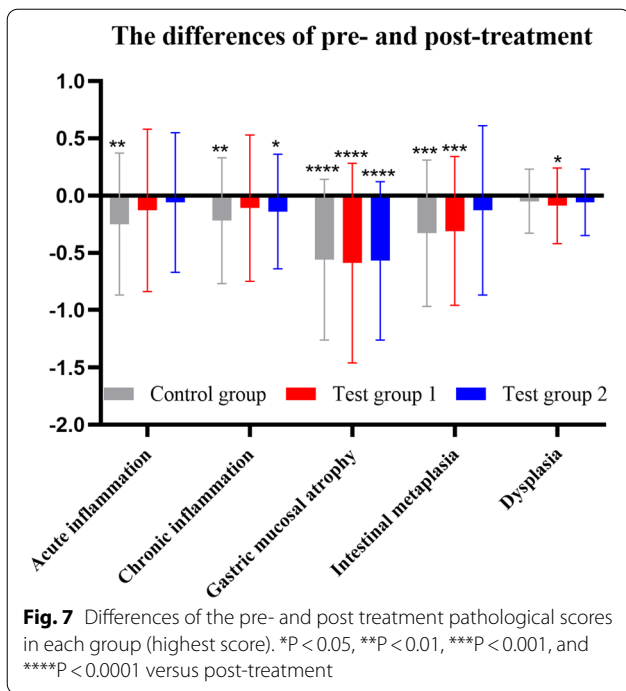 The differences of pre- and post-treatment
1.0
0.5
0.0
-0.5
-1.0
-1.5
-2.0
** ** * **** **** **** *** *** *
Control group Test group 1 Test group 2
Acute inflammation
Chronic inflammation
Gastric mucosal atrophy
Intestinal metaplasia
Dysplasia
Fig. 7 Differences of the pre- and post treatment pathological scores
in each group (highest score). *P < 0.05, **P < 0.01, ***P < 0.001, and
****P < 0.0001 versus post-treatment